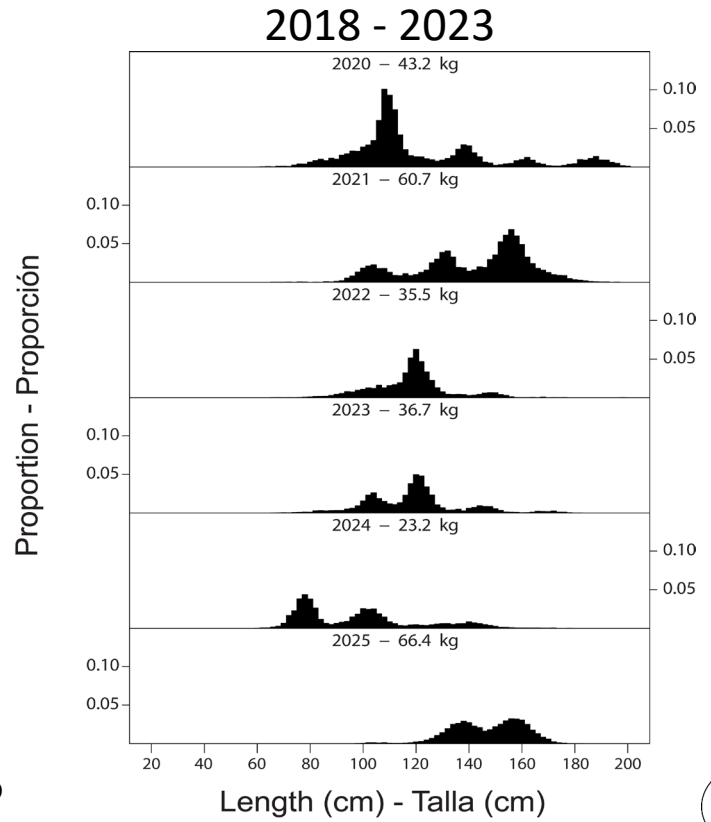 2018 - 2023
2020 – 43.2 kg
0.10
0.05
2021 – 60.7 kg
0.10
0.05
2022 – 35.5 kg
0.10
0.05
2023 – 36.7 kg
0.10
0.05
2024 – 23.2 kg
0.10
0.05
2025 – 66.4 kg
0.10
0.05
Proportion - Proporción
20 40 60 80 100 120 140 160 180 200
Length (cm) - Talla (cm)